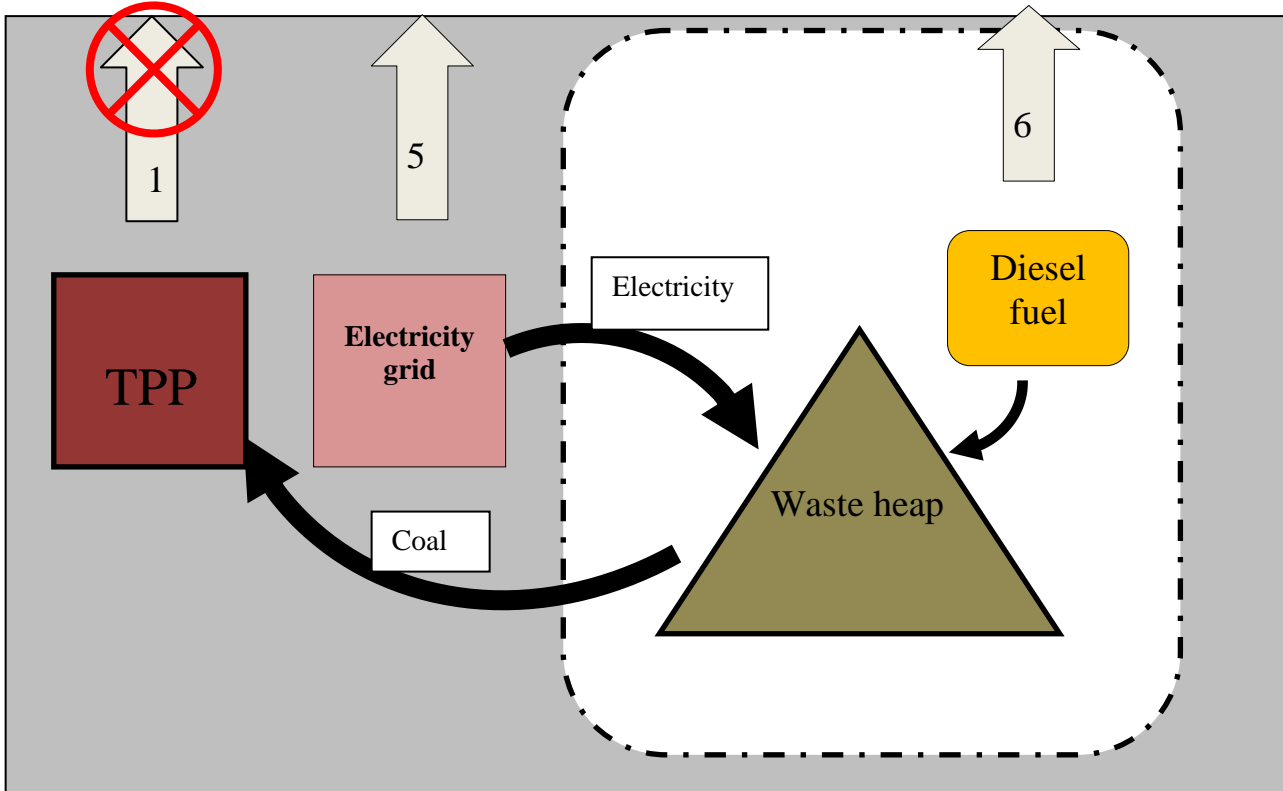 1
5
6
Electricity
Diesel
fuel
Electricity
grid
TPP
Waste heap
Coal